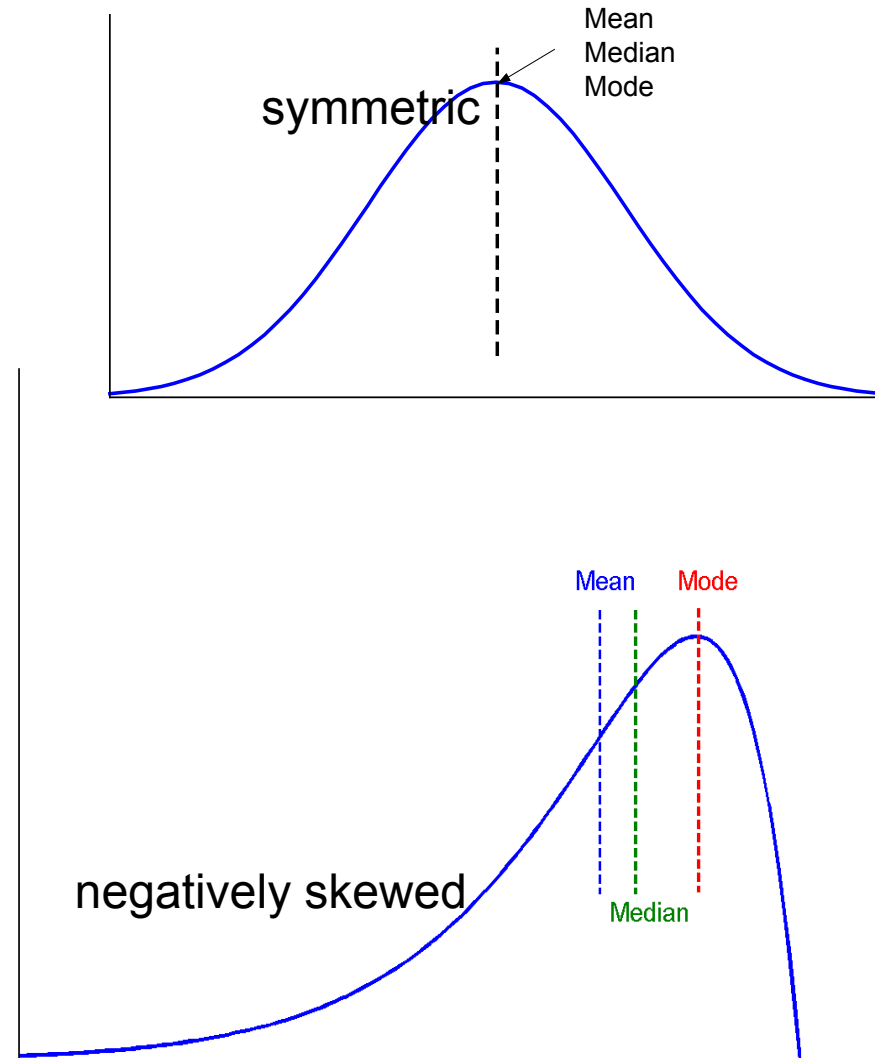 Mean
Median
Mode
symmetric
Mean Mode
negatively skewed
Median